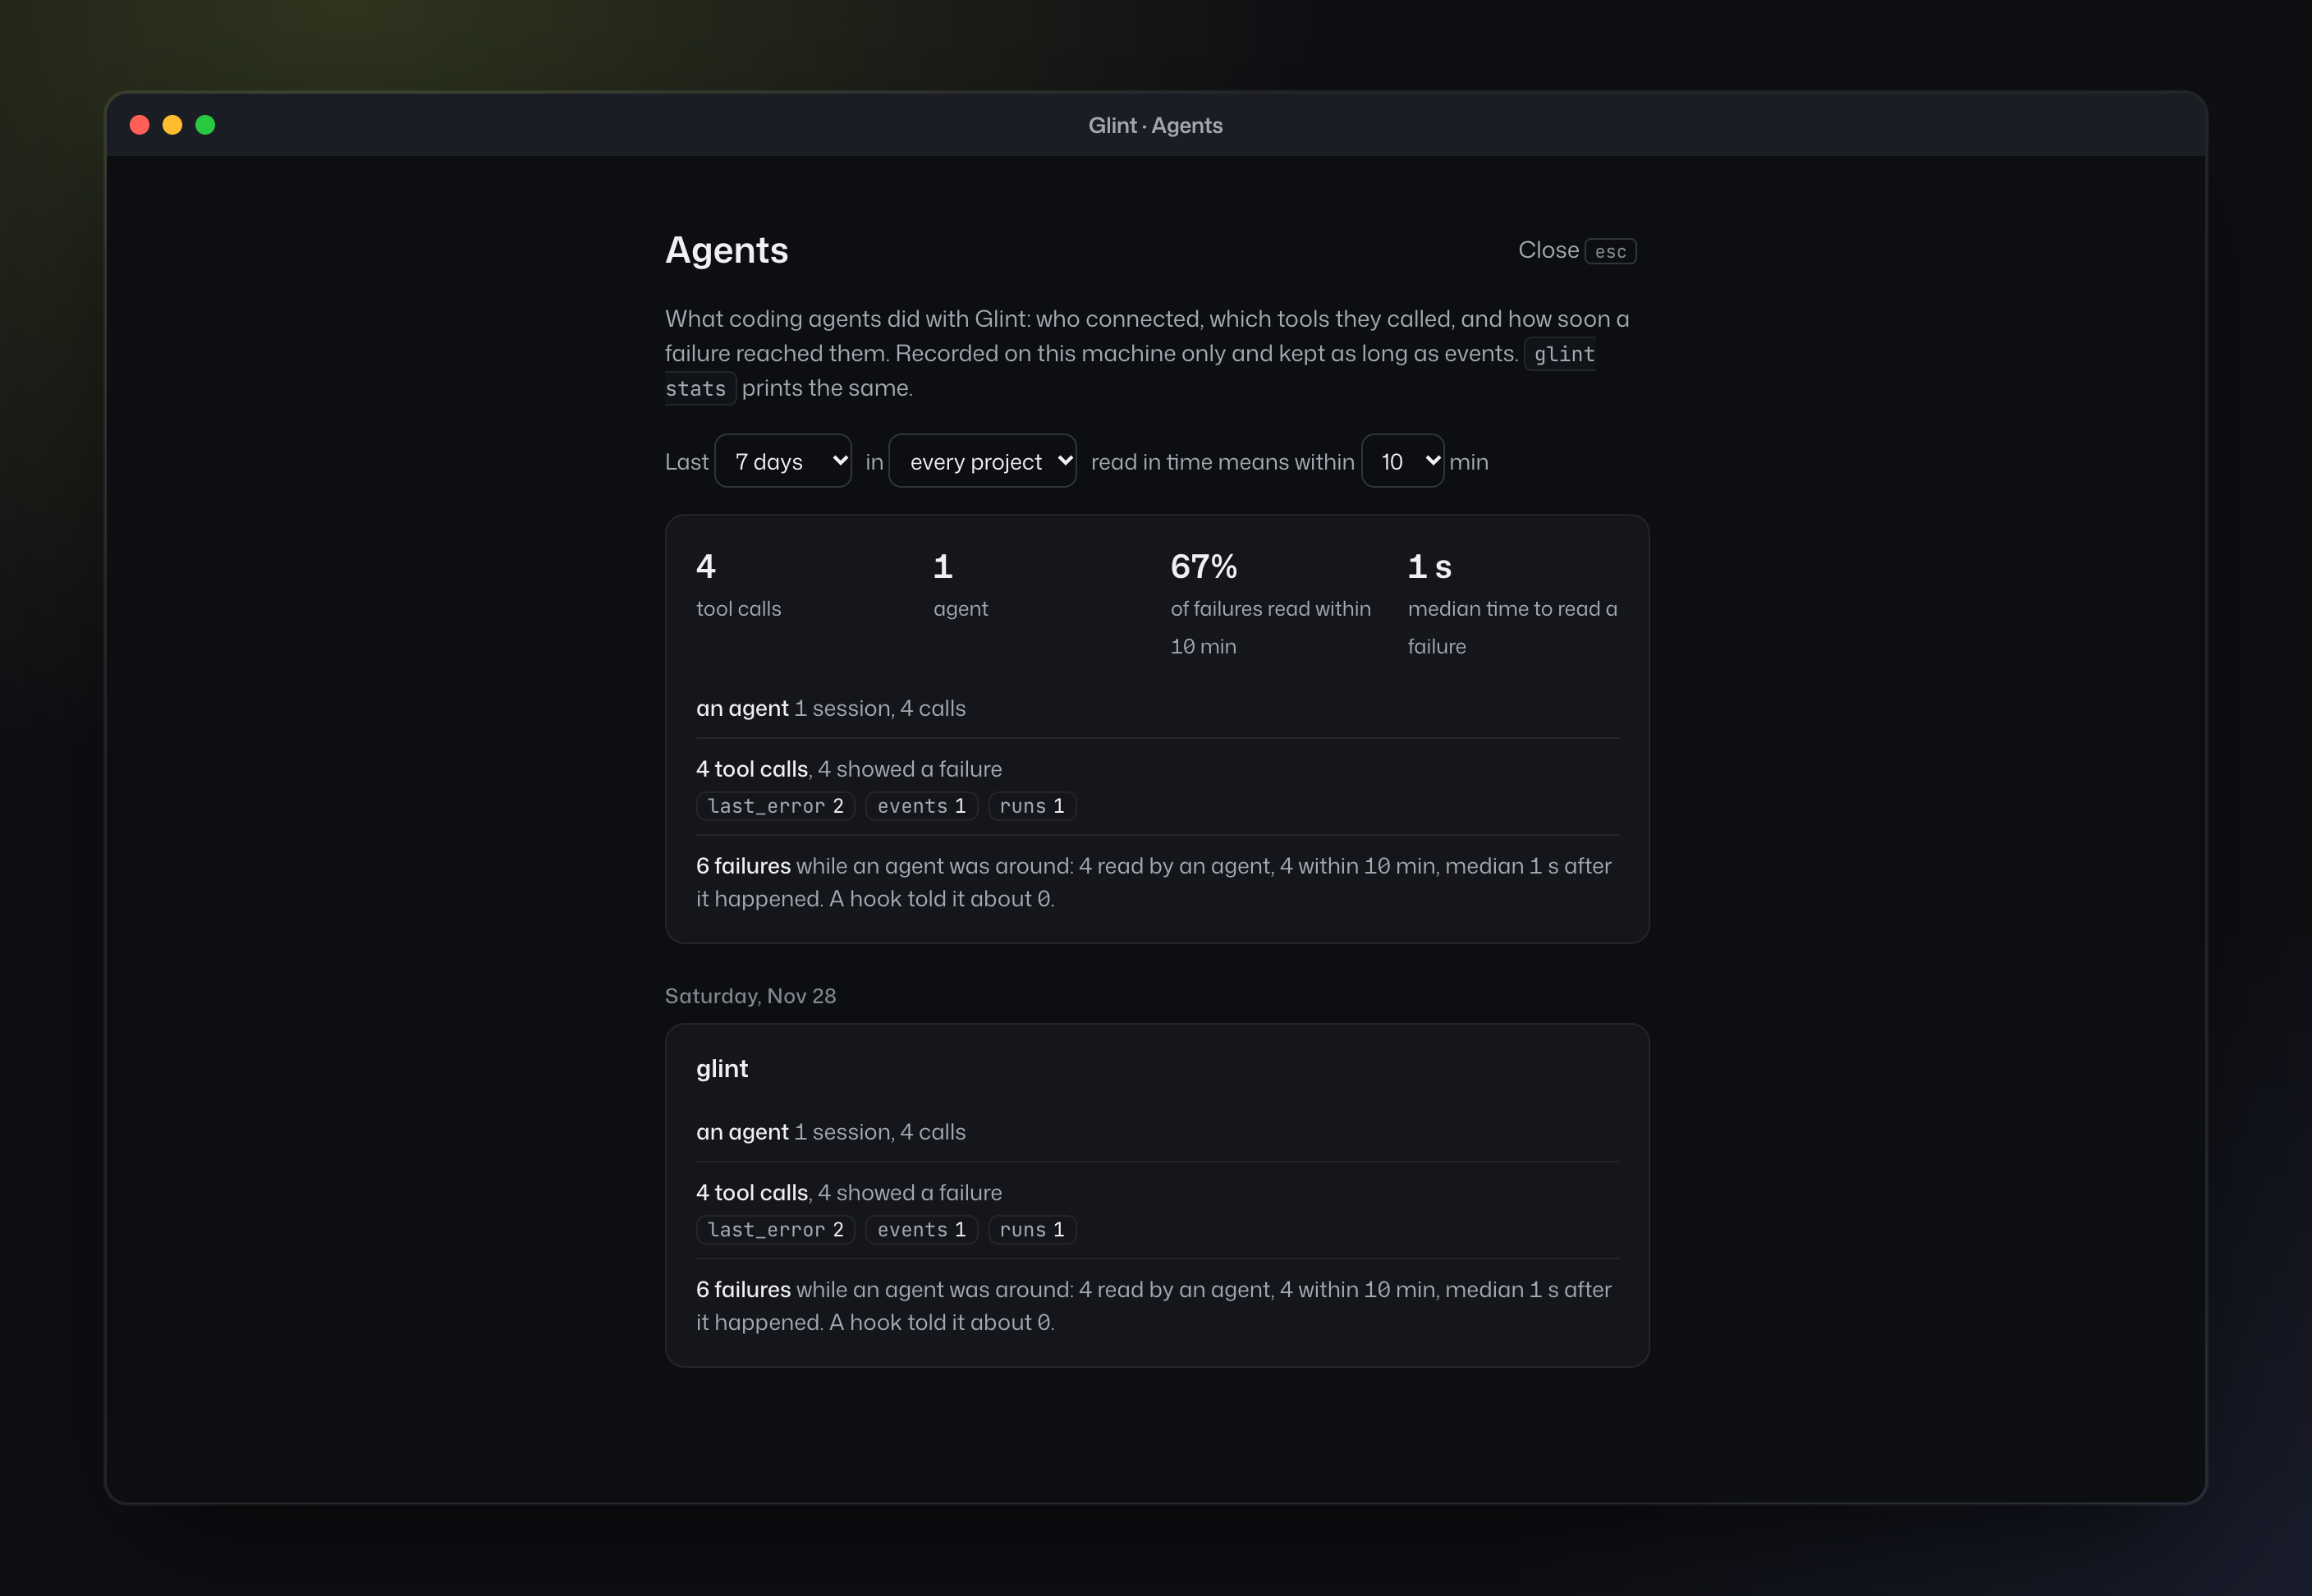 Glint · Agents
Agents
Close esc
What coding agents did with Glint: who connected, which tools they called, and how soon a
failure reached them. Recorded on this machine only and kept as long as events. glint
stats prints the same.
Last 7 days in every project read in time means within 10 min
4
tool calls
1
agent
67%
of failures read within
10 min
1 s
median time to read a
failure
an agent 1 session, 4 calls
4 tool calls, 4 showed a failure
last_error 2 events 1 runs 1
6 failures while an agent was around: 4 read by an agent, 4 within 10 min, median 1 s after
it happened. A hook told it about 0.
Saturday, Nov 28
glint
an agent 1 session, 4 calls
4 tool calls, 4 showed a failure
last_error 2 events 1 runs 1
6 failures while an agent was around: 4 read by an agent, 4 within 10 min, median 1 s after
it happened. A hook told it about 0.